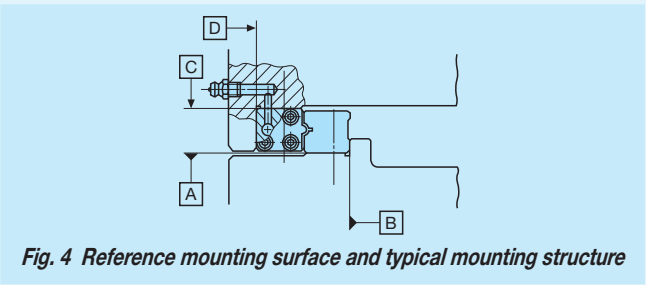 D
C
A
B
Fig. 4 Reference mounting surface and typical mounting structure